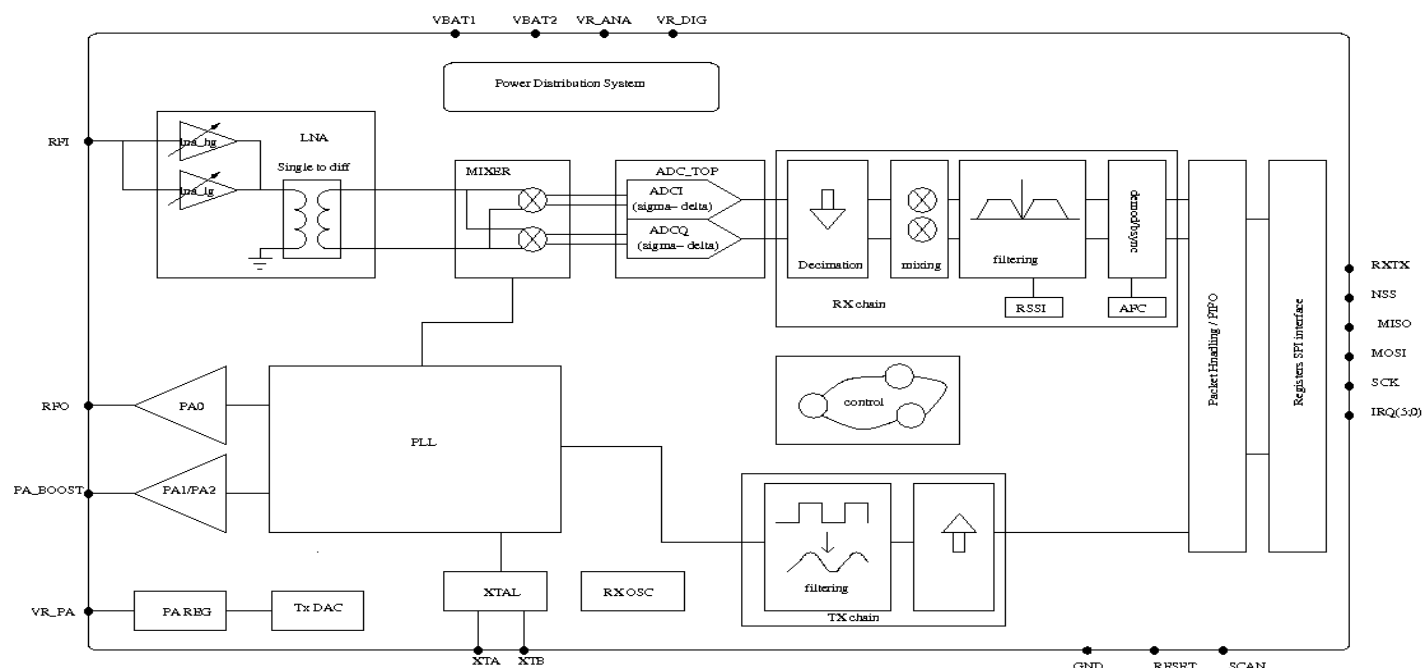 VBAT1 VBAT2 VR_ANA VR_DIG
Power Distribution System
RFI
lna_hg
LNA
Single to diff
lna_lg
MIXER
ADC_TOP
ADCI
(sigma- delta)
ADCQ
(sigma- delta)
Decimation
mixing
filtering
demod/bsync
RX chain
RSSI
AFC
Packet Hnadling / FIFO
Registers SPI interface
RXTX
NSS
MISO
MOSI
SCK
IRQ(5;0)
control
RFO
PA0
PLL
PA_BOOST
PA1/PA2
filtering
TX chain
XTAL
RX OSC
VR_PA
PA REG
Tx DAC
XTA XTB
GND RESET SCAN